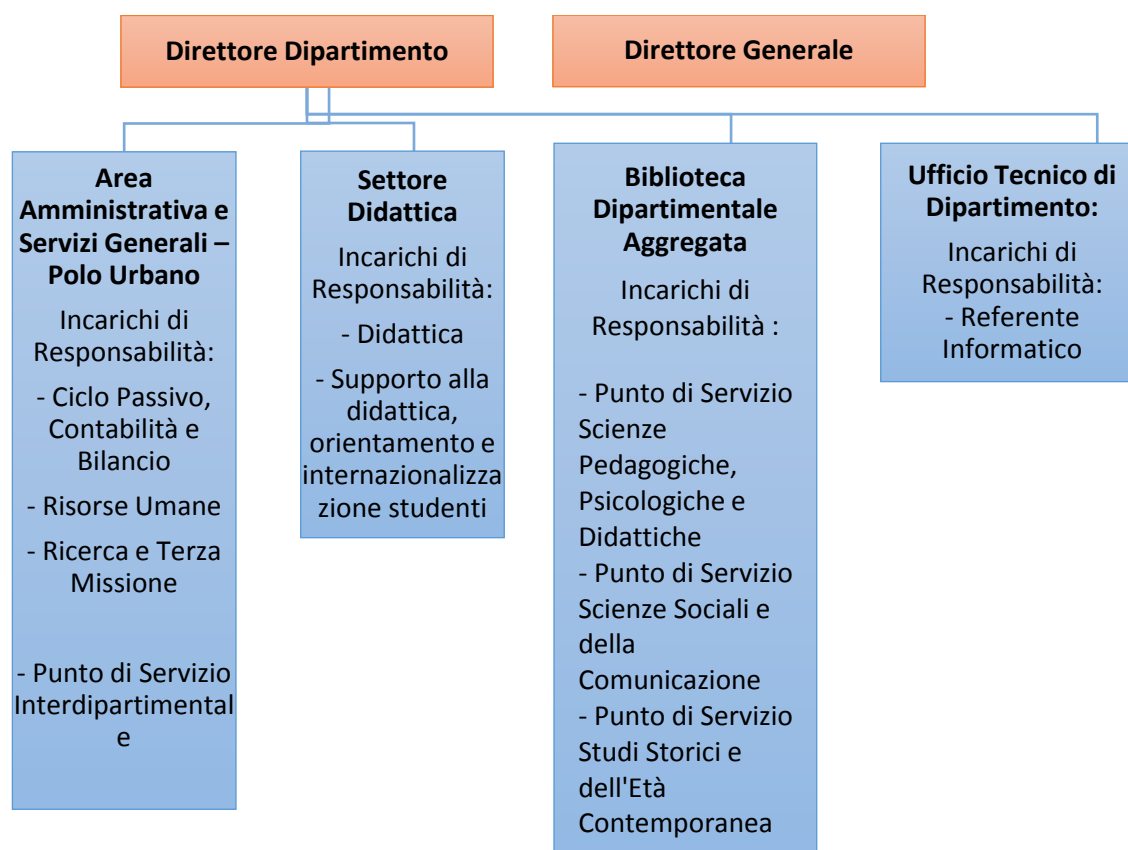 Direttore Dipartimento
Direttore Generale
Area
Amministrativa e
Servizi Generali –
Polo Urbano
Incarichi di
Responsabilità:
- Ciclo Passivo,
Contabilità e
Bilancio
- Risorse Umane
- Ricerca e Terza
Missione
- Punto di Servizio
Interdipartimental
e
Settore
Didattica
Incarichi di
Responsabilità:
- Didattica
- Supporto alla
didattica,
orientamento e
internazionalizza
zione studenti
Biblioteca
Dipartimentale
Aggregata
Incarichi di
Responsabilità :
- Punto di Servizio
Scienze
Pedagogiche,
Psicologiche e
Didattiche
- Punto di Servizio
Scienze Sociali e
della
Comunicazione
- Punto di Servizio
Studi Storici e
dell'Età
Contemporanea
Ufficio Tecnico di
Dipartimento:
Incarichi di
Responsabilità:
- Referente
Informatico